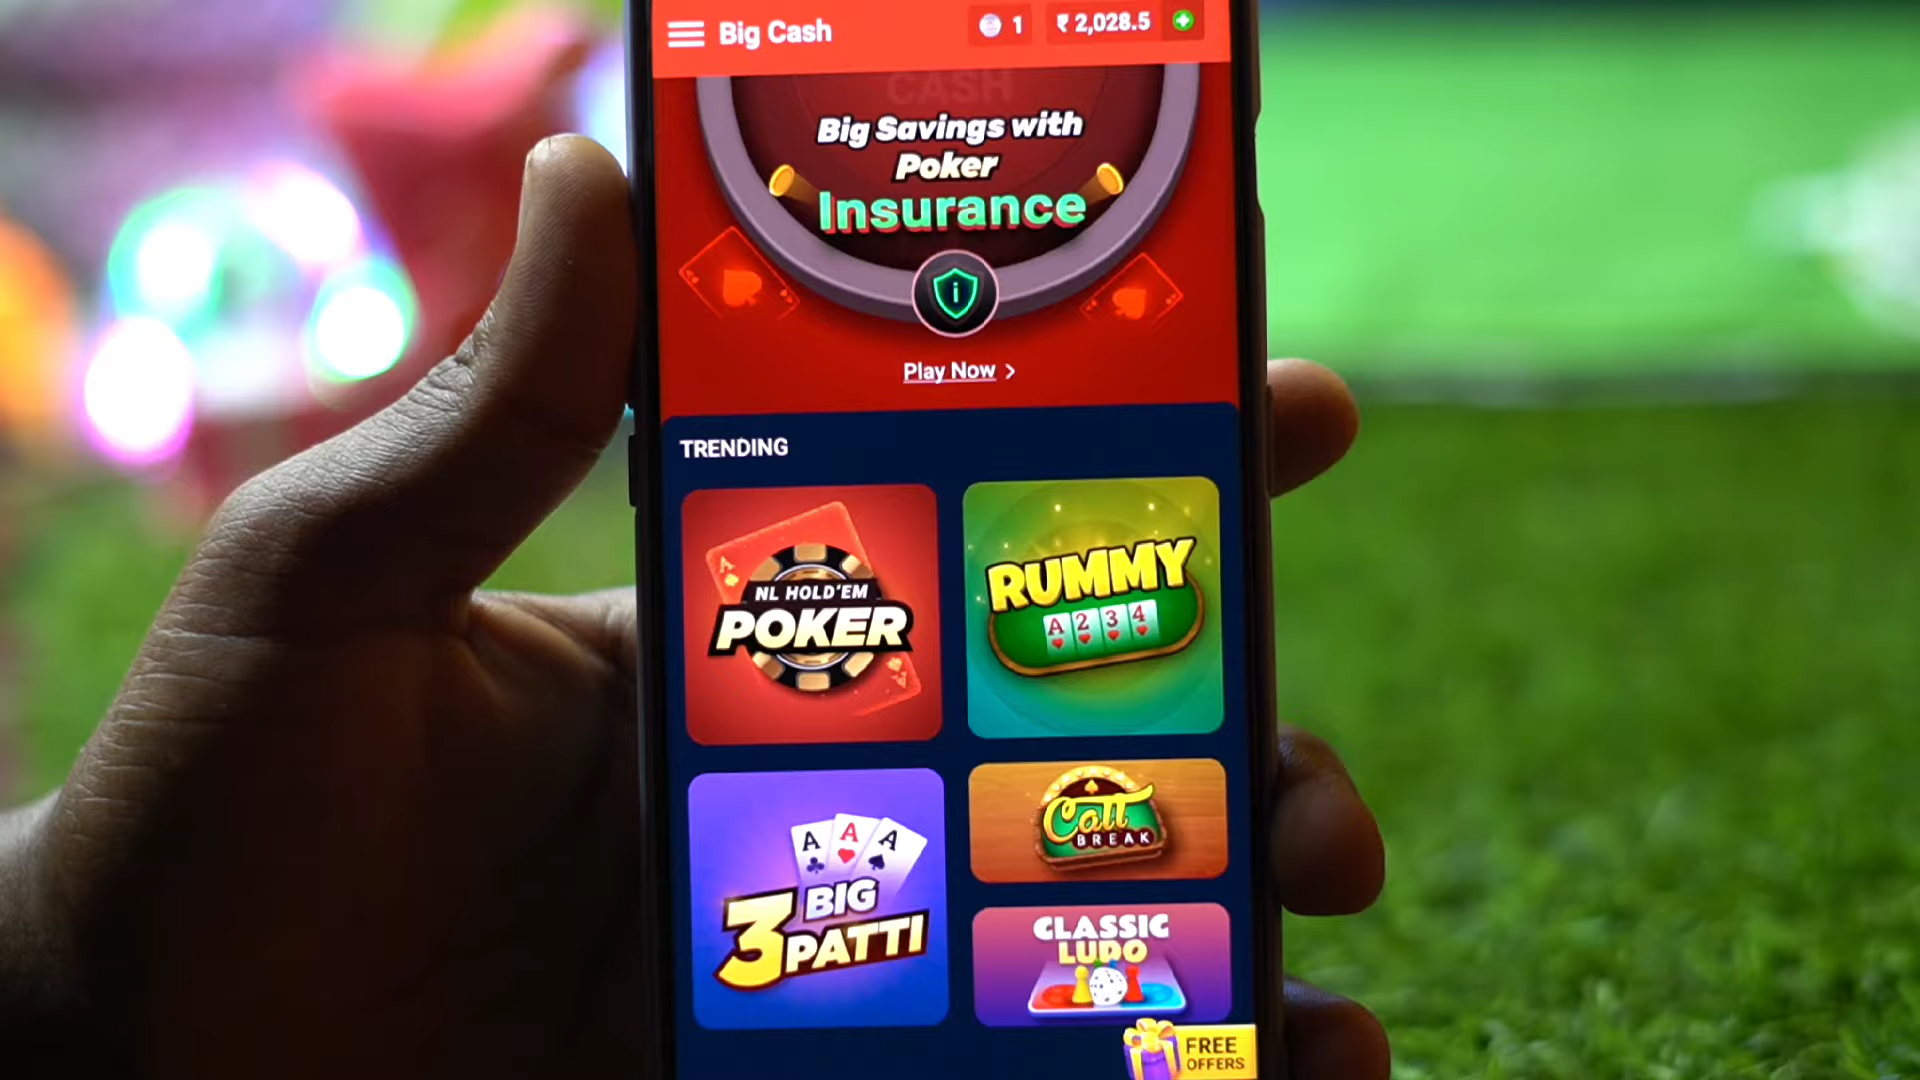 Big Cash
1
₹ 2,028.5
CASH
Big Savings with
Poker
Insurance
i
Play Now >
TRENDING
A
NL HOLD'EM
POKER
RUMMY
A 2 3 4
A A A
3 BIG
PATTI
Call
BREAK
CLASSIC
LUDO
FREE
OFFERS